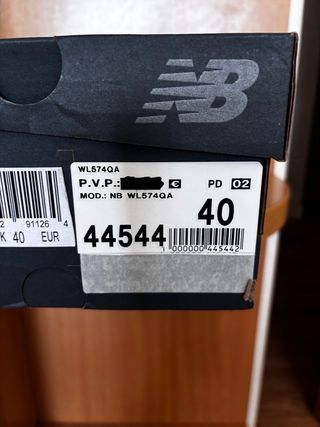 NB
WL574QA
P.V.P.: € PD 02
MOD.: NB WL574QA
40
44544
1 000000 445442
2 91126 4
K 40 EUR